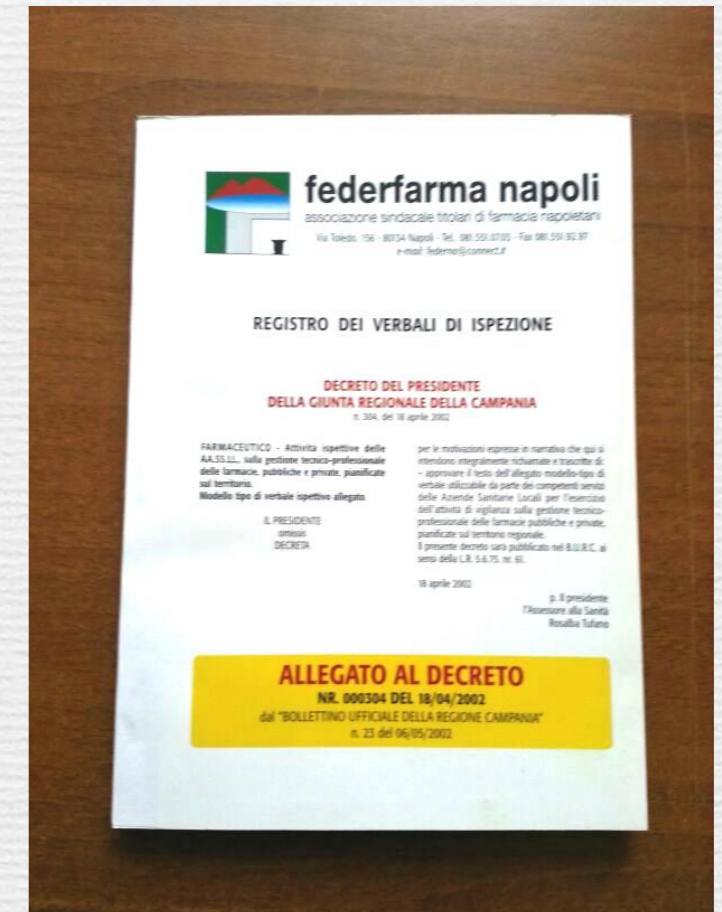 federfarma napoli
associazione sindacale titolari di farmacia napoletani
Via Toledo, 156 - 80134 Napoli - Tel. 081.551.07.05 - Fax 081.551.92.97
e-mail:
REGISTRO DEI VERBALI DI ISPEZIONE
DECRETO DEL PRESIDENTE
DELLA GIUNTA REGIONALE DELLA CAMPANIA
n. 304, del 18 aprile 2002
FARMACEUTICO - Attività ispettive delle
AA.SS.LL. sulla gestione tecnico-professionale
delle farmacie, pubbliche e private, pianificate
sul territorio.
Modello tipo di verbale ispettivo allegato
IL PRESIDENTE
omissis
DECRETA
per le motivazioni espresse in narrativa che qui si
intendono integralmente richiamate e trascritte di:
- approvare il testo dell'allegato modello-tipo di
verbale utilizzabile da parte dei competenti servizi
delle Aziende Sanitarie Locali per l'esercizio
dell'attività di vigilanza sulla gestione tecnico-
professionale delle farmacie pubbliche e private,
pianificate sul territorio regionale.
Il presente decreto sarà pubblicato nel B.U.R.C. ai
sensi della L.R. 5.6.75. nr. 61.
18 aprile 2002
p. Il presidente
l'Assessore alla Sanità
Rosalba Tufano
ALLEGATO AL DECRETO
NR. 000304 DEL 18/04/2002
dal "BOLLETTINO UFFICIALE DELLA REGIONE CAMPANIA"
n. 23 del 06/05/2002